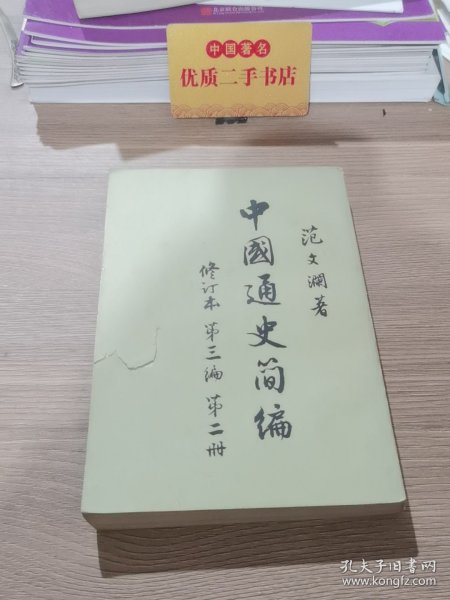 中国著名
优质二手书店
范文瀾著
中國通史简编
修订本 第三编 第二册
孔夫子旧书网
www.kongfz.com